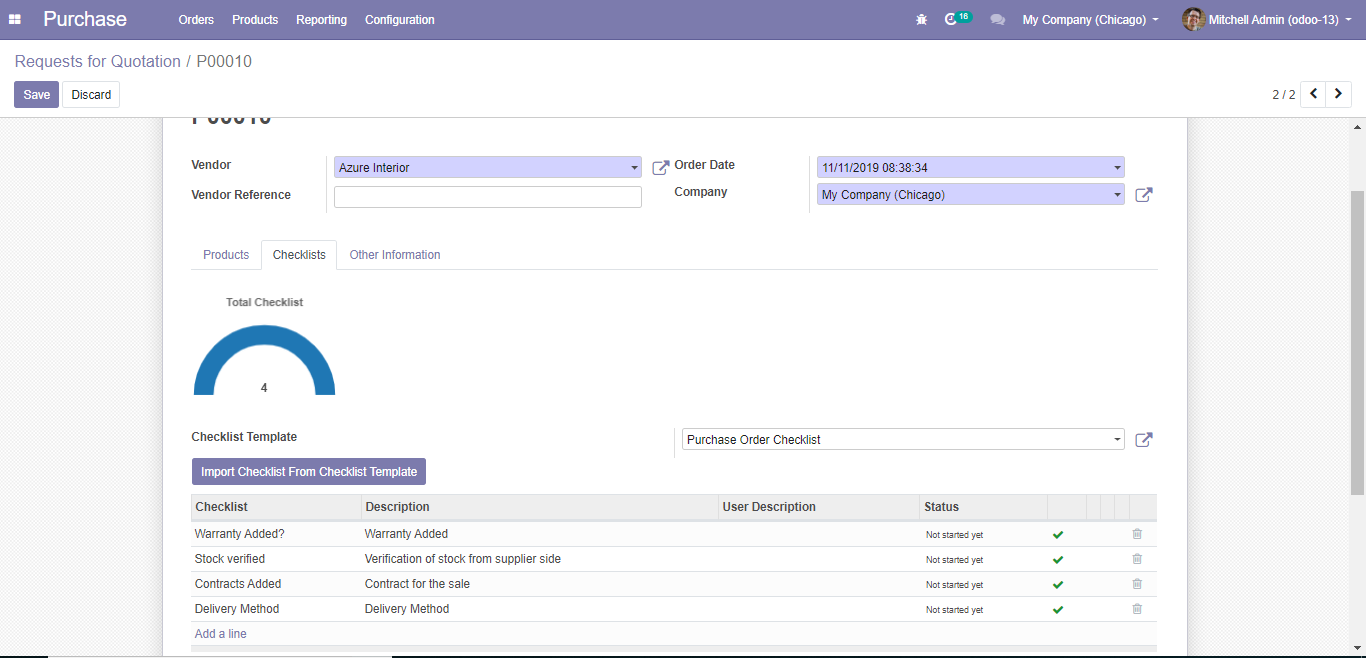 Purchase Orders Products Reporting Configuration 16 My Company (Chicago) Mitchell Admin (odoo-13)
Requests for Quotation / P00010
Save Discard 2 / 2
P00010
Vendor Azure Interior Order Date 11/11/2019 08:38:34
Vendor Reference Company My Company (Chicago)
Products Checklists Other Information
Total Checklist
4
Checklist Template Purchase Order Checklist
Import Checklist From Checklist Template
Checklist Description User Description Status
Warranty Added? Warranty Added Not started yet
Stock verified Verification of stock from supplier side Not started yet
Contracts Added Contract for the sale Not started yet
Delivery Method Delivery Method Not started yet
Add a line